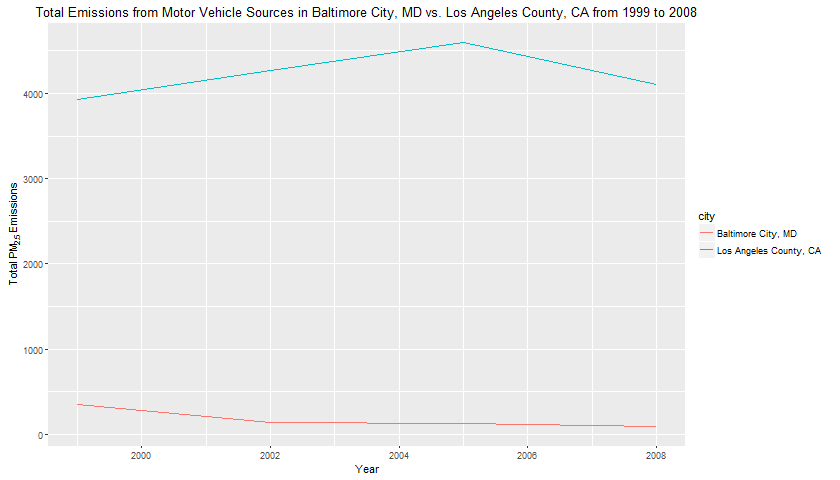 Total Emissions from Motor Vehicle Sources in Baltimore City, MD vs. Los Angeles County, CA from 1999 to 2008
Total PM2.5 Emissions
4000
3000
2000
1000
0
2000 2002 2004 2006 2008
Year
city
Baltimore City, MD
Los Angeles County, CA